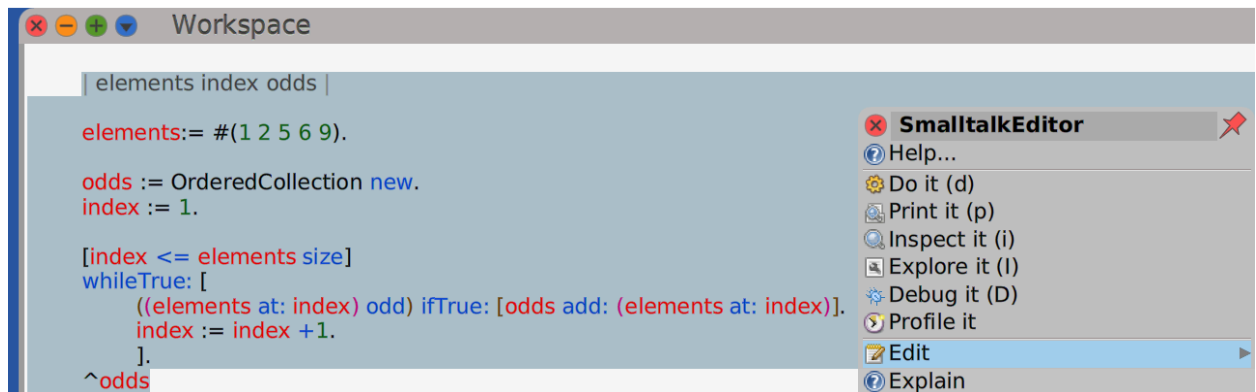 Workspace
| elements index odds |
elements:= #(1 2 5 6 9).
odds := OrderedCollection new.
index := 1.
[index <= elements size]
whileTrue: [
((elements at: index) odd) ifTrue: [odds add: (elements at: index)].
index := index +1.
].
^odds
SmalltalkEditor
Help...
Do it (d)
Print it (p)
Inspect it (i)
Explore it (I)
Debug it (D)
Profile it
Edit
Explain